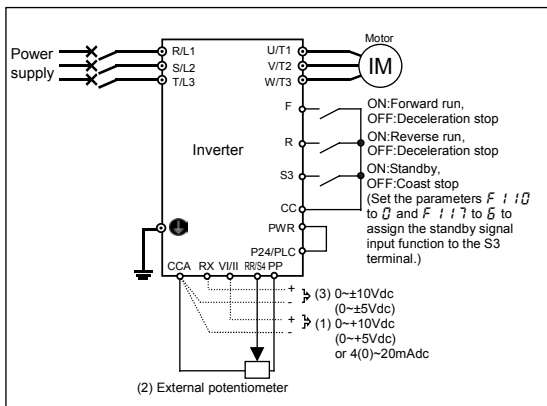 Power supply
R/L1
S/L2
T/L3
U/T1
V/T2
W/T3
Motor
IM
Inverter
F
ON:Forward run,
OFF:Deceleration stop
R
ON:Reverse run,
OFF:Deceleration stop
S3
ON:Standby,
OFF:Coast stop
(Set the parameters F 110
to 0 and F 117 to 6 to
assign the standby signal
input function to the S3
terminal.)
CC
PWR
P24/PLC
CCA RX VI/II RR/S4 PP
+
-
(3) 0~±10Vdc
(0~±5Vdc)
+
-
(1) 0~+10Vdc
(0~+5Vdc)
or 4(0)~20mAdc
(2) External potentiometer